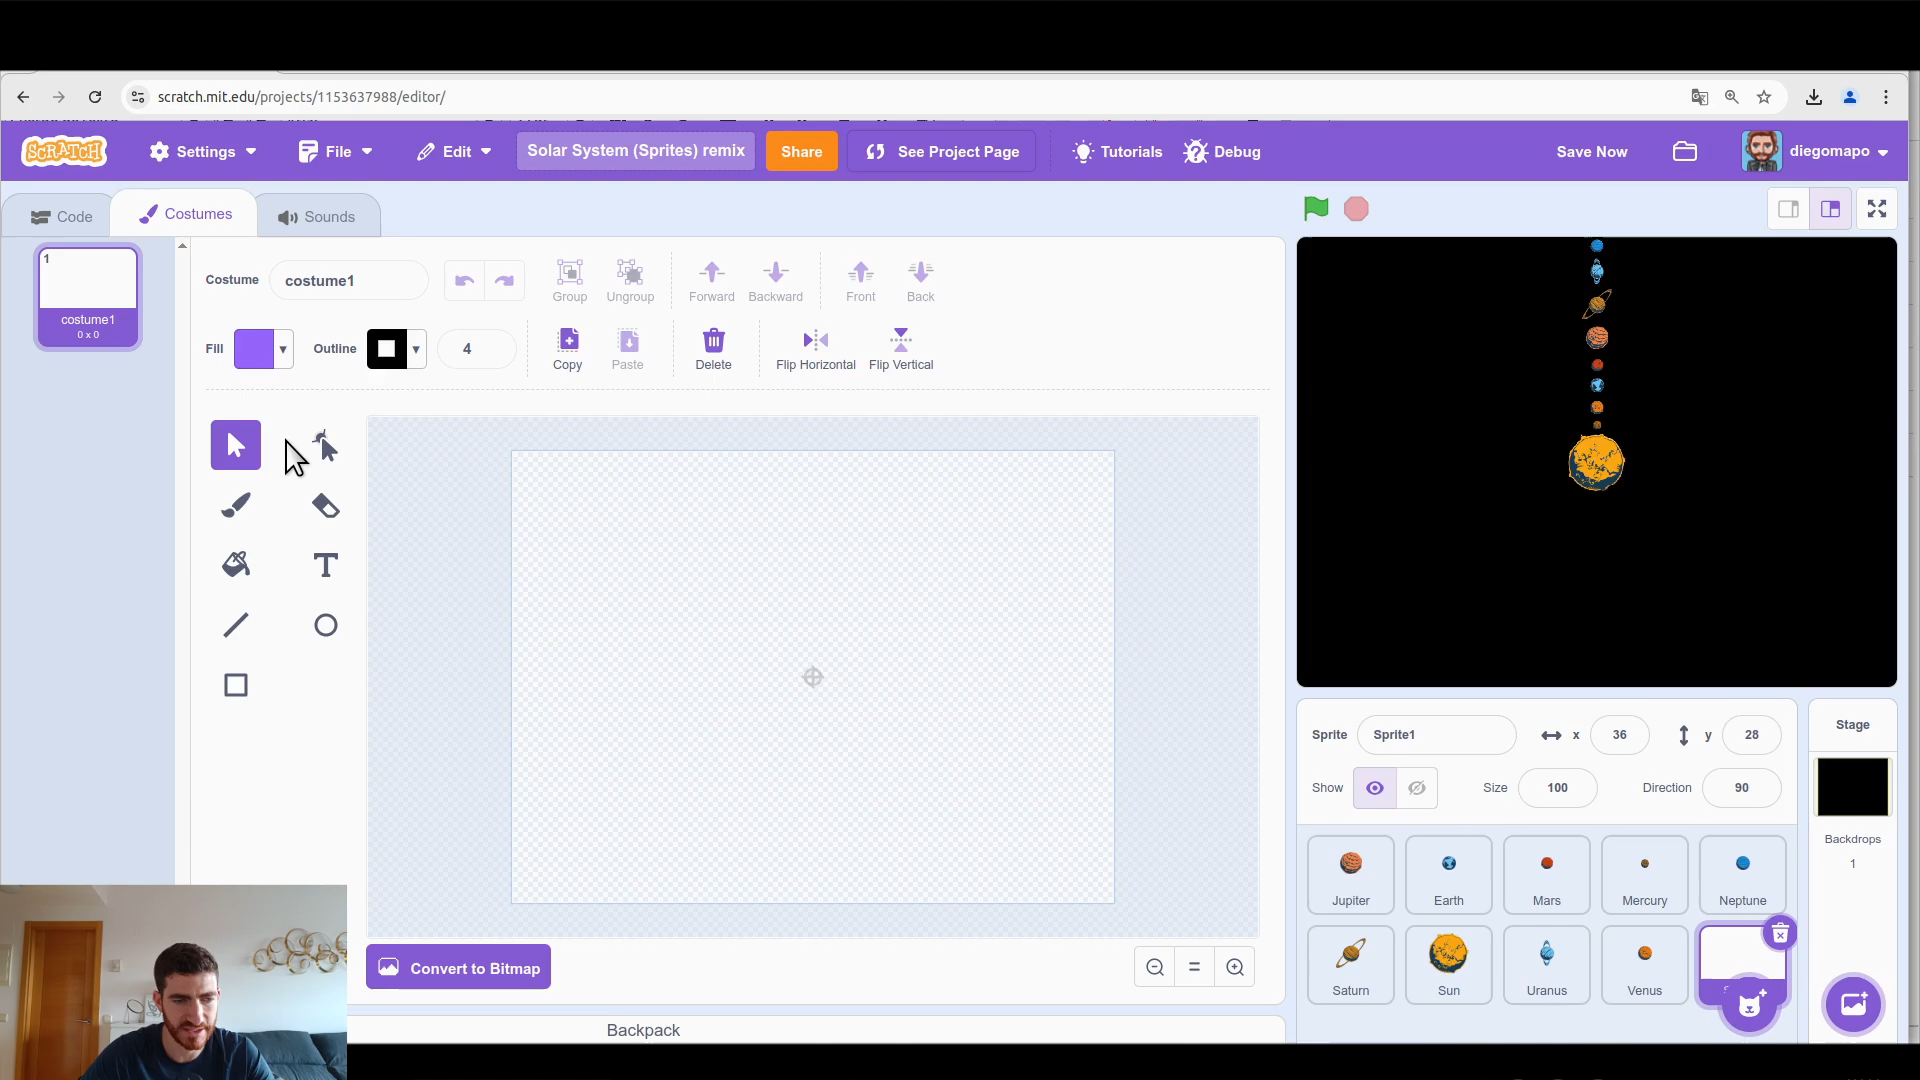 scratch.mit.edu/projects/1153637988/editor/
SCRATCH
Settings
File
Edit
Solar System (Sprites) remix
Share
See Project Page
Tutorials
Debug
Save Now
diegomapo
Code
Costumes
Sounds
1
costume1
0 x 0
Costume
costume1
Group
Ungroup
Forward
Backward
Front
Back
Fill
Outline
4
Copy
Paste
Delete
Flip Horizontal
Flip Vertical
T
Convert to Bitmap
Backpack
Sprite
Sprite1
x
36
y
28
Show
Size
100
Direction
90
Jupiter
Earth
Mars
Mercury
Neptune
Saturn
Sun
Uranus
Venus
Stage
Backdrops
1